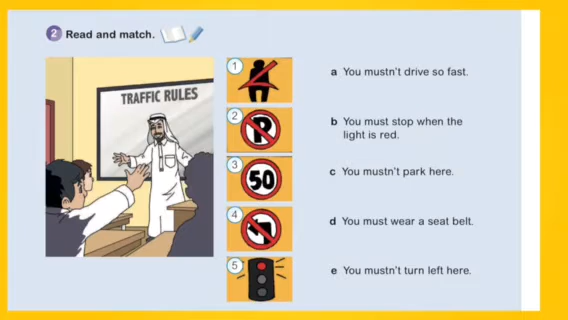 2 Read and match.
TRAFFIC RULES
1
2
P
3
50
4
5
a You mustn't drive so fast.
b You must stop when the
light is red.
c You mustn't park here.
d You must wear a seat belt.
e You mustn't turn left here.